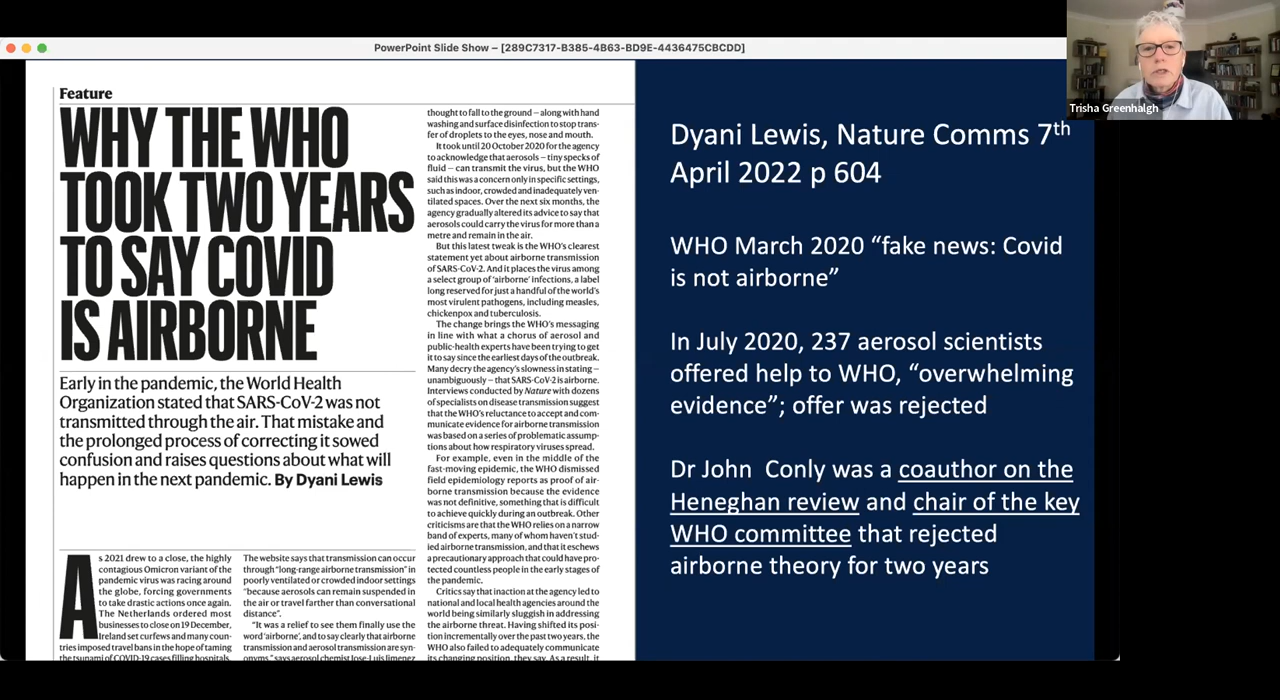 PowerPoint Slide Show – [289C7317-B385-4B63-BD9E-4436475CBCDD]
Trisha Greenhalgh
Feature
WHY THE WHO
TOOK TWO YEARS
TO SAY COVID
IS AIRBORNE
Early in the pandemic, the World Health
Organization stated that SARS-CoV-2 was not
transmitted through the air. That mistake and
the prolonged process of correcting it sowed
confusion and raises questions about what will
happen in the next pandemic. By Dyani Lewis
As 2021 drew to a close, the highly
contagious Omicron variant of the
pandemic virus was racing around
the globe, forcing governments
to take drastic actions once again.
The Netherlands ordered most
businesses to close on 19 December,
Ireland set curfews and many coun-
tries imposed travel bans in the hope of taming
the tsunami of COVID-19 cases filling hospitals.
The website says that transmission can occur
through “long-range airborne transmission” in
poorly ventilated or crowded indoor settings
“because aerosols can remain suspended in
the air or travel farther than conversational
distance”.
“It was a relief to see them finally use the
word ‘airborne’, and to say clearly that airborne
transmission and aerosol transmission are syn-
onyms,” says aerosol chemist Jose-Luis Jimenez
thought to fall to the ground — along with hand
washing and surface disinfection to stop trans-
fer of droplets to the eyes, nose and mouth.
It took until 20 October 2020 for the agency
to acknowledge that aerosols — tiny specks of
fluid — can transmit the virus, but the WHO
said this was a concern only in specific settings,
such as indoor, crowded and inadequately ven-
tilated spaces. Over the next six months, the
agency gradually altered its advice to say that
aerosols could carry the virus for more than a
metre and remain in the air.
But this latest tweak is the WHO’s clearest
statement yet about airborne transmission
of SARS-CoV-2. And it places the virus among
a select group of ‘airborne’ infections, a label
long reserved for just a handful of the world’s
most virulent pathogens, including measles,
chickenpox and tuberculosis.
The change brings the WHO’s messaging
in line with what a chorus of aerosol and
public-health experts have been trying to get
it to say since the earliest days of the outbreak.
Many decry the agency’s slowness in stating —
unambiguously — that SARS-CoV-2 is airborne.
Interviews conducted by Nature with dozens
of specialists on disease transmission suggest
that the WHO’s reluctance to accept and com-
municate evidence for airborne transmission
was based on a series of problematic assump-
tions about how respiratory viruses spread.
For example, even in the middle of the
fast-moving epidemic, the WHO dismissed
field epidemiology reports as proof of air-
borne transmission because the evidence
was not definitive, something that is difficult
to achieve quickly during an outbreak. Other
criticisms are that the WHO relies on a narrow
band of experts, many of whom haven’t stud-
ied airborne transmission, and that it eschews
a precautionary approach that could have pro-
tected countless people in the early stages of
the pandemic.
Critics say that inaction at the agency led to
national and local health agencies around the
world being similarly sluggish in addressing
the airborne threat. Having shifted its posi-
tion incrementally over the past two years, the
WHO also failed to adequately communicate
its changing position, they say. As a result, it
Dyani Lewis, Nature Comms 7th
April 2022 p 604
WHO March 2020 “fake news: Covid
is not airborne”
In July 2020, 237 aerosol scientists
offered help to WHO, “overwhelming
evidence”; offer was rejected
Dr John Conly was a coauthor on the
Heneghan review and chair of the key
WHO committee that rejected
airborne theory for two years